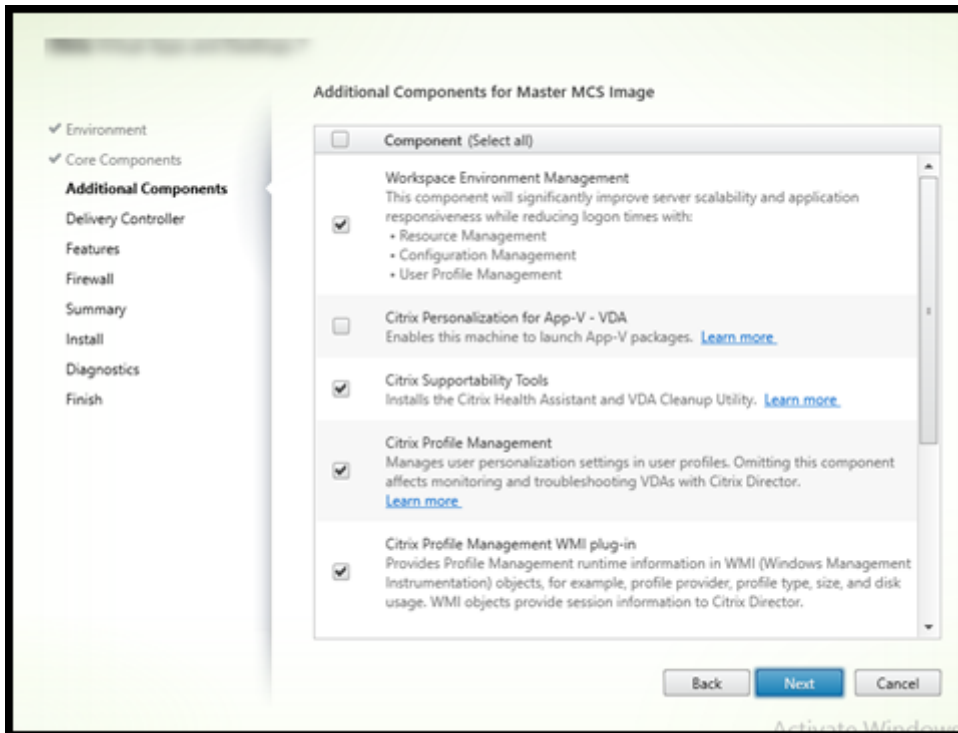 Additional Components for Master MCS Image
✔ Environment
✔ Core Components
Additional Components
Delivery Controller
Features
Firewall
Summary
Install
Diagnostics
Finish
Component (Select all)
Workspace Environment Management
This component will significantly improve server scalability and application
responsiveness while reducing logon times with:
• Resource Management
• Configuration Management
• User Profile Management
Citrix Personalization for App-V - VDA
Enables this machine to launch App-V packages. Learn more
Citrix Supportability Tools
Installs the Citrix Health Assistant and VDA Cleanup Utility. Learn more
Citrix Profile Management
Manages user personalization settings in user profiles. Omitting this component
affects monitoring and troubleshooting VDAs with Citrix Director.
Learn more
Citrix Profile Management WMI plug-in
Provides Profile Management runtime information in WMI (Windows Management
Instrumentation) objects, for example, profile provider, profile type, size, and disk
usage. WMI objects provide session information to Citrix Director.
Back Next Cancel
Activate Windows